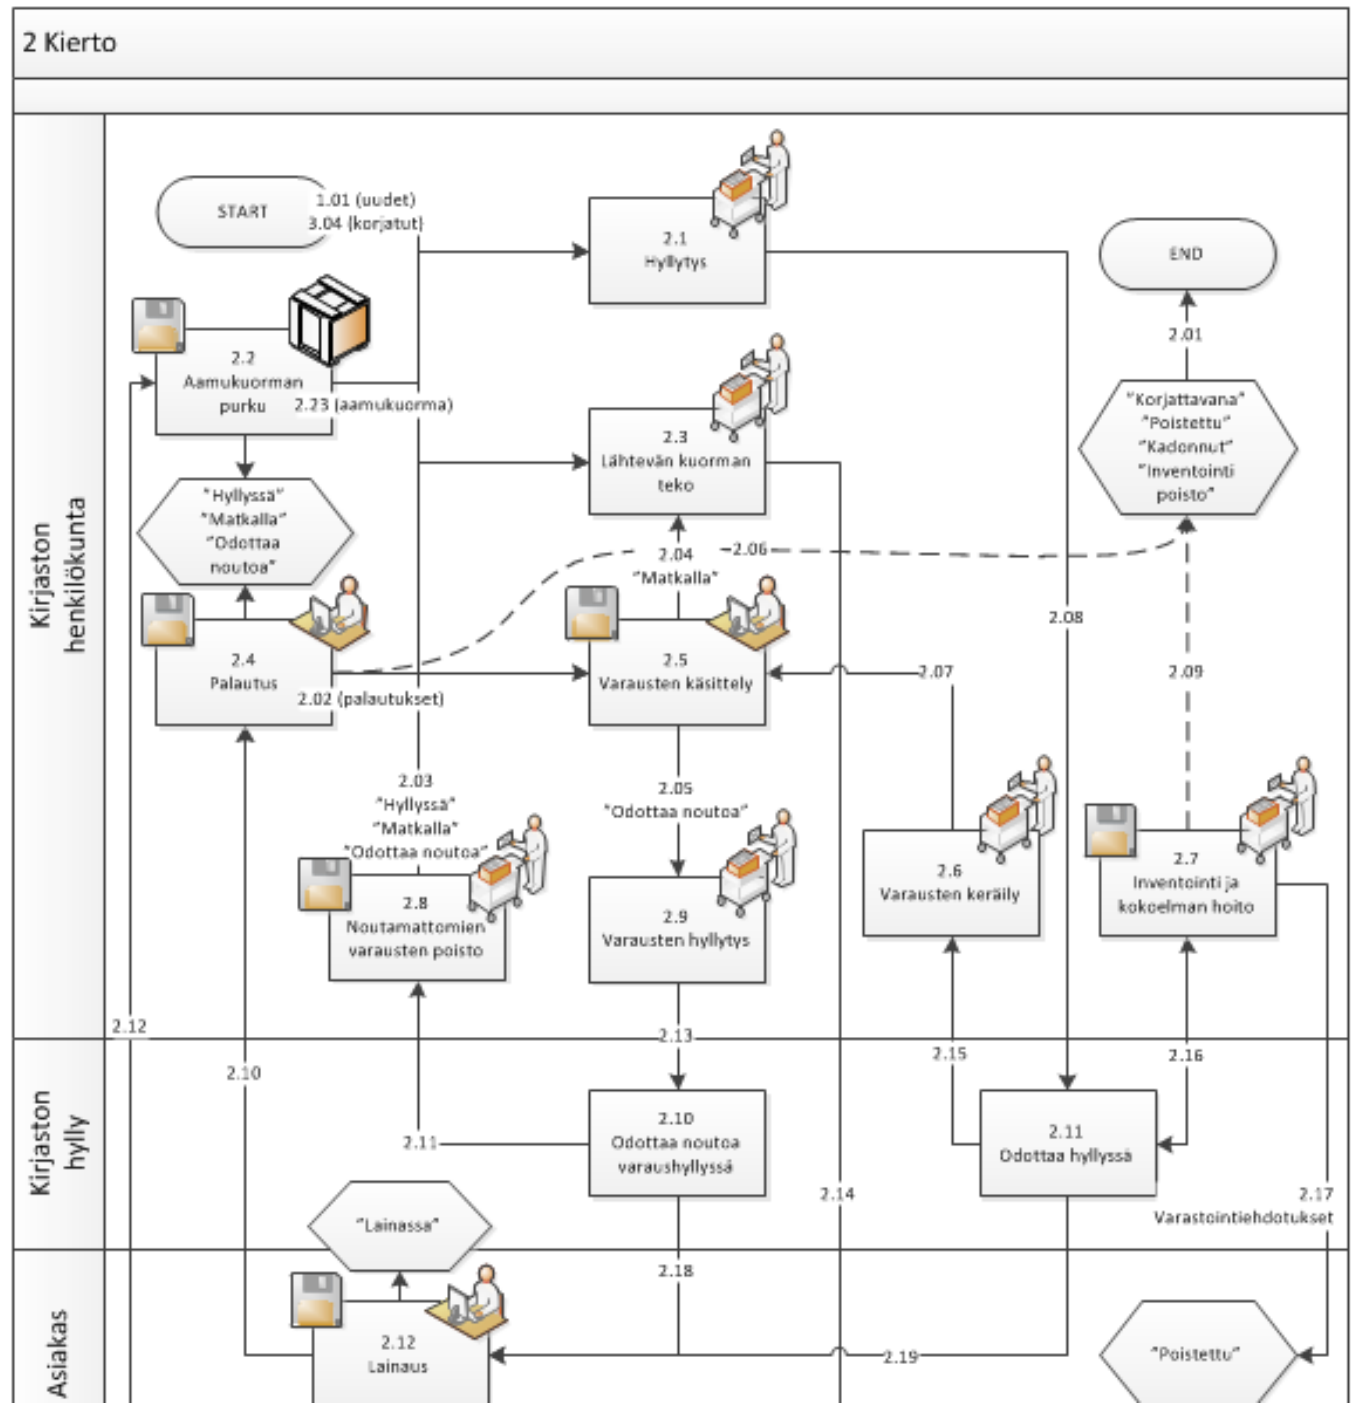 2 Kierto
Kirjaston
henkilökunta
START
1.01 (uudet)
3.04 (korjatut)
2.1
Hyllytys
END
2.01
2.2
Aamukuorman
purku
2.23 (aamukuorma)
2.3
Lähtevän kuorman
teko
"Korjattavana"
"Poistettu"
"Kadonnut"
"Inventointi
poisto"
"Hyllyssä"
"Matkalla"
"Odottaa
noutoa"
2.04
"Matkalla"
2.06
2.08
2.4
Palautus
2.02 (palautukset)
2.5
Varausten käsittely
2.07
2.09
2.03
"Hyllyssä"
"Matkalla"
"Odottaa noutoa"
2.05
"Odottaa noutoa"
2.8
Noutamattomien
varausten poisto
2.9
Varausten hyllytys
2.6
Varausten keräily
2.7
Inventointi ja
kokoelman hoito
2.12
2.13
Kirjaston
hylly
2.10
2.15
2.16
2.11
2.10
Odottaa noutoa
varaushyllyssä
2.11
Odottaa hyllyssä
2.14
2.17
Varastointiehdotukset
"Lainassa"
Asiakas
2.18
2.12
Lainaus
2.19
"Poistettu"